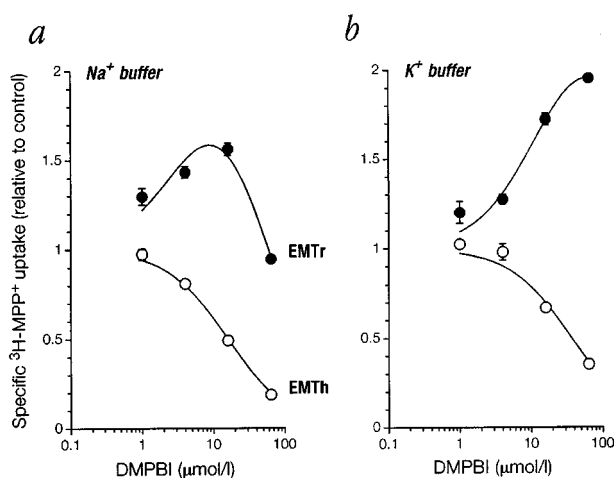 a
b
Na⁺ buffer
K⁺ buffer
Specific ³H-MPP⁺ uptake (relative to control)
2
1.5
1
0.5
0
EMTr
EMTh
0.1
1
10
100
DMPBI (μmol/l)
2
1.5
1
0.5
0
0.1
1
10
100
DMPBI (μmol/l)